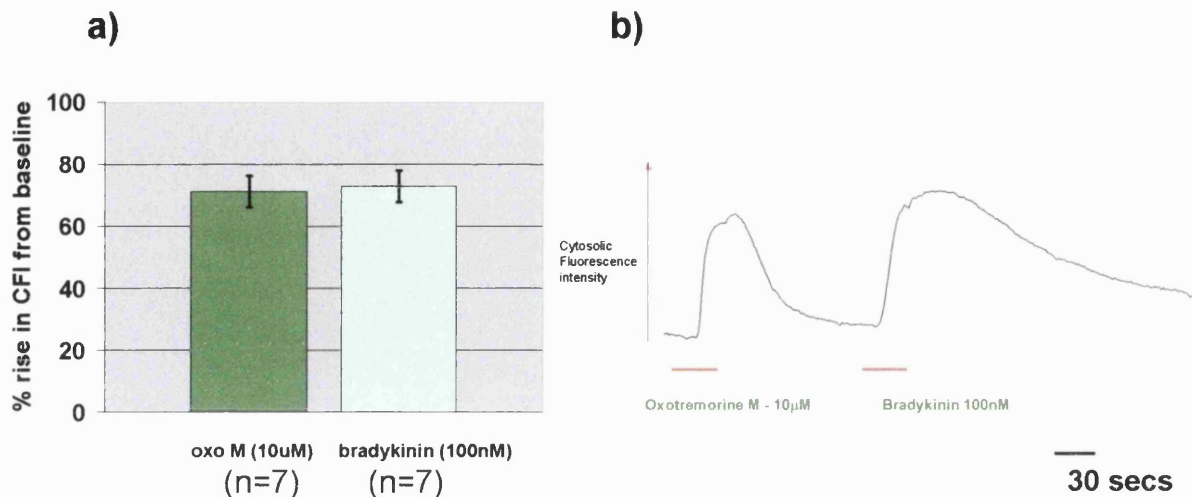 a)
% rise in CFI from baseline
100
80
60
40
20
0
oxo M (10uM)
(n=7)
bradykinin (100nM)
(n=7)
b)
Cytosolic
Fluorescence
intensity
Oxotremorine M - 10μM
Bradykinin 100nM
30 secs